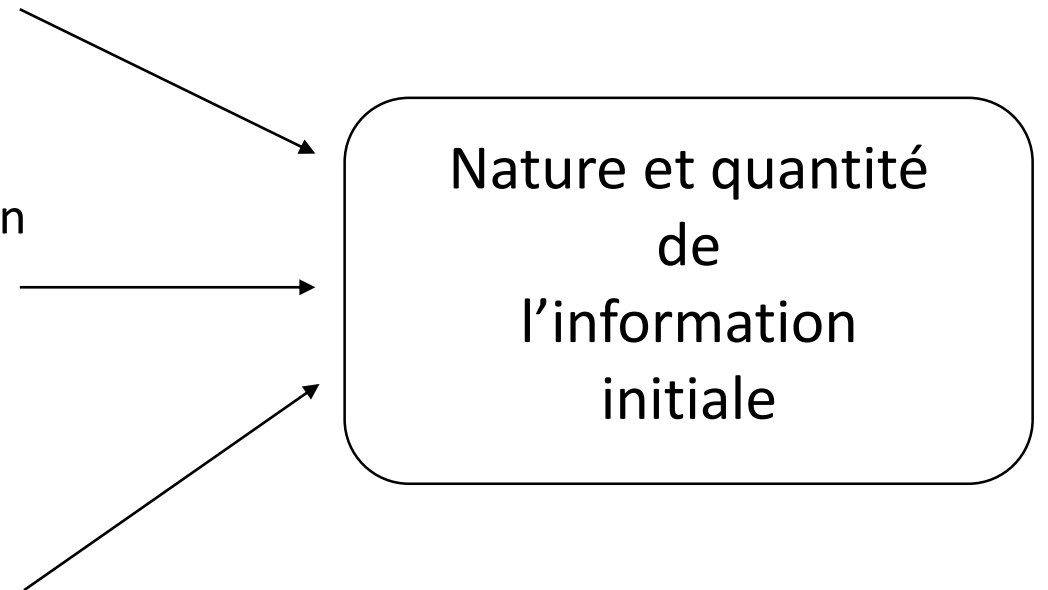 n
Nature et quantité
de
l’information
initiale